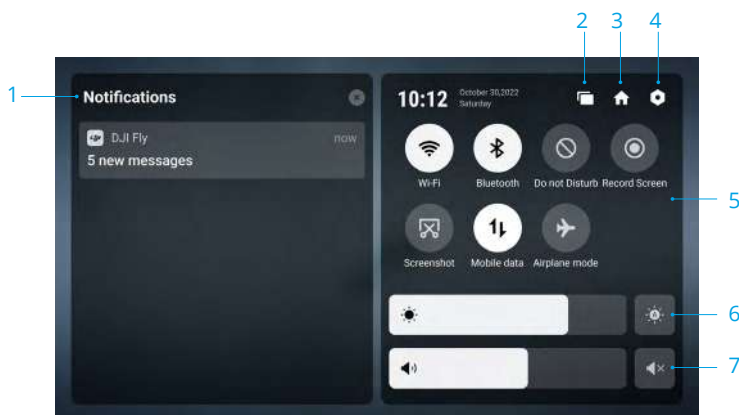 2 3 4
1
Notifications
DJI Fly now
5 new messages
10:12 October 30,2022
Saturday
Wi-Fi Bluetooth Do not Disturb Record Screen
5
Screenshot Mobile data Airplane mode
6
7